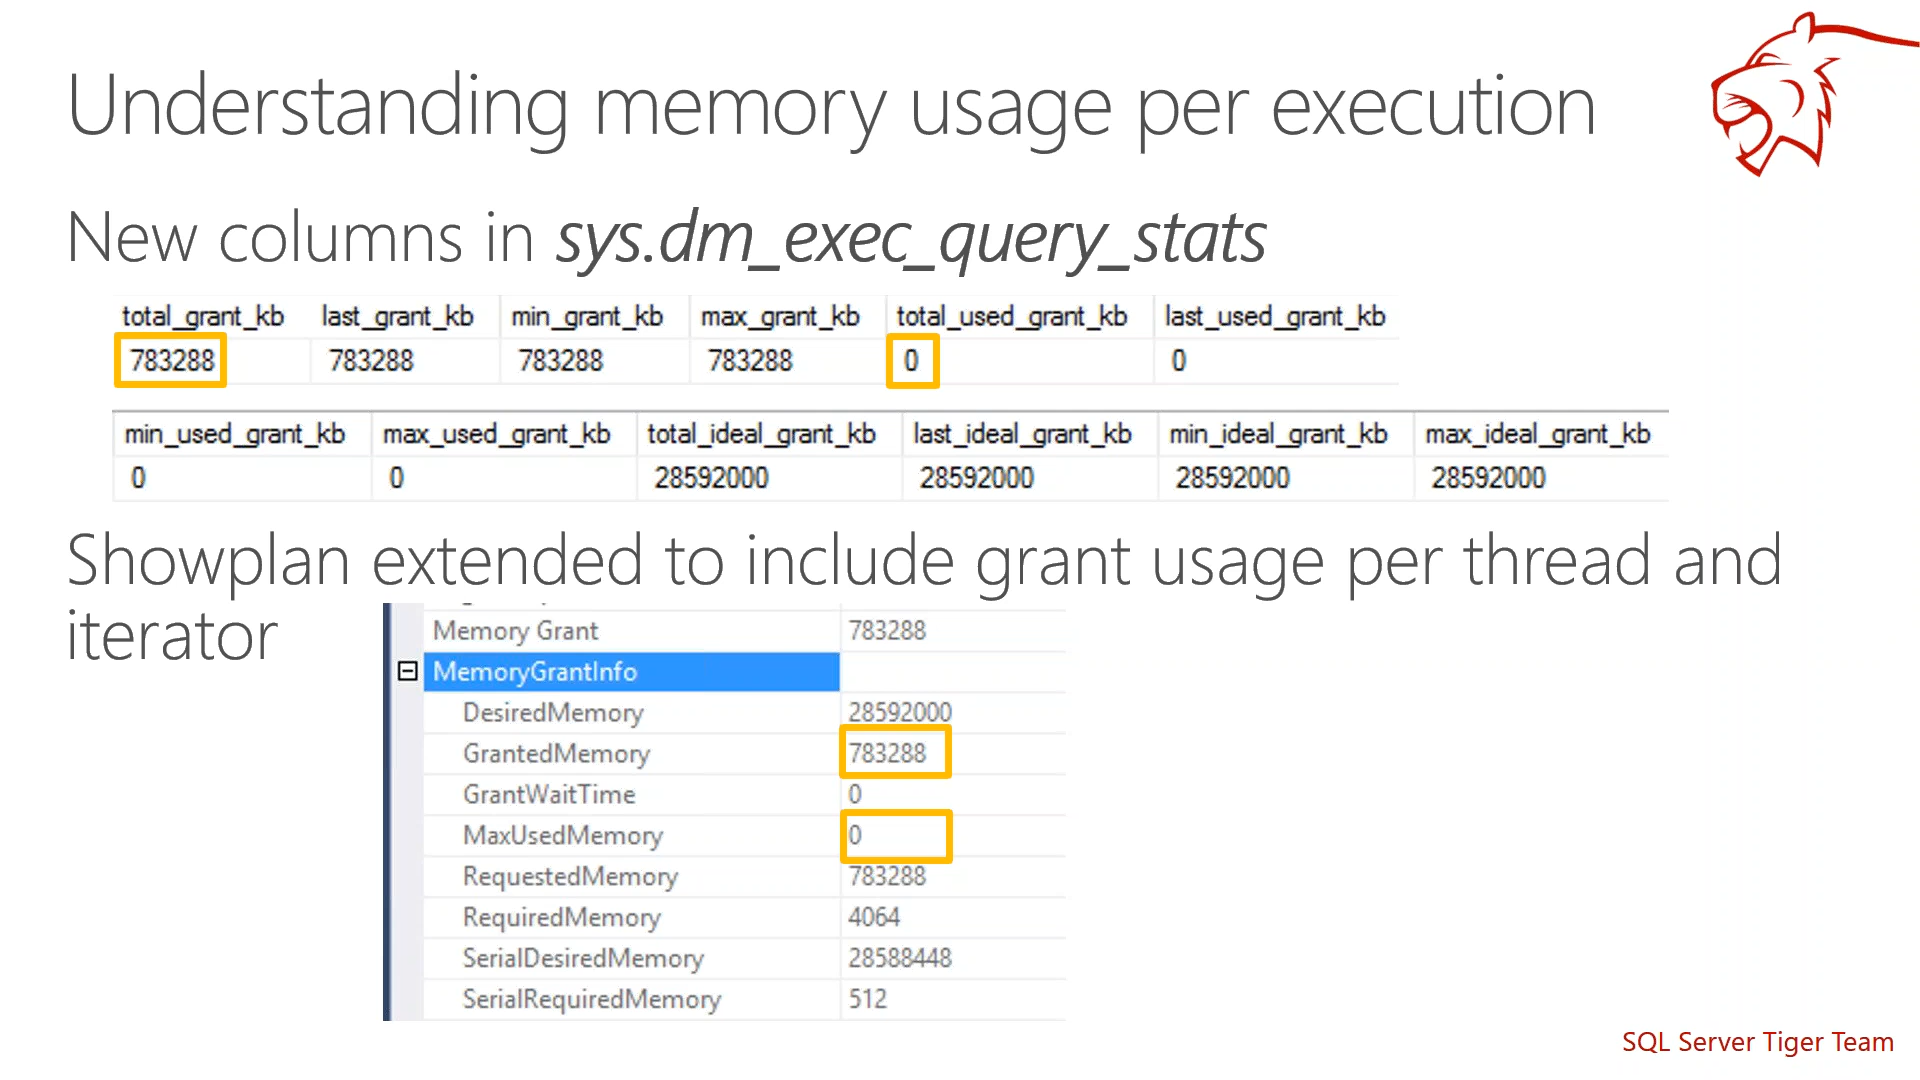 Understanding memory usage per execution
New columns in sys.dm_exec_query_stats
total_grant_kb last_grant_kb min_grant_kb max_grant_kb total_used_grant_kb last_used_grant_kb
783288 783288 783288 783288 0 0
min_used_grant_kb max_used_grant_kb total_ideal_grant_kb last_ideal_grant_kb min_ideal_grant_kb max_ideal_grant_kb
0 0 28592000 28592000 28592000 28592000
Showplan extended to include grant usage per thread and
iterator
Memory Grant 783288
MemoryGrantInfo
DesiredMemory 28592000
GrantedMemory 783288
GrantWaitTime 0
MaxUsedMemory 0
RequestedMemory 783288
RequiredMemory 4064
SerialDesiredMemory 28588448
SerialRequiredMemory 512
SQL Server Tiger Team